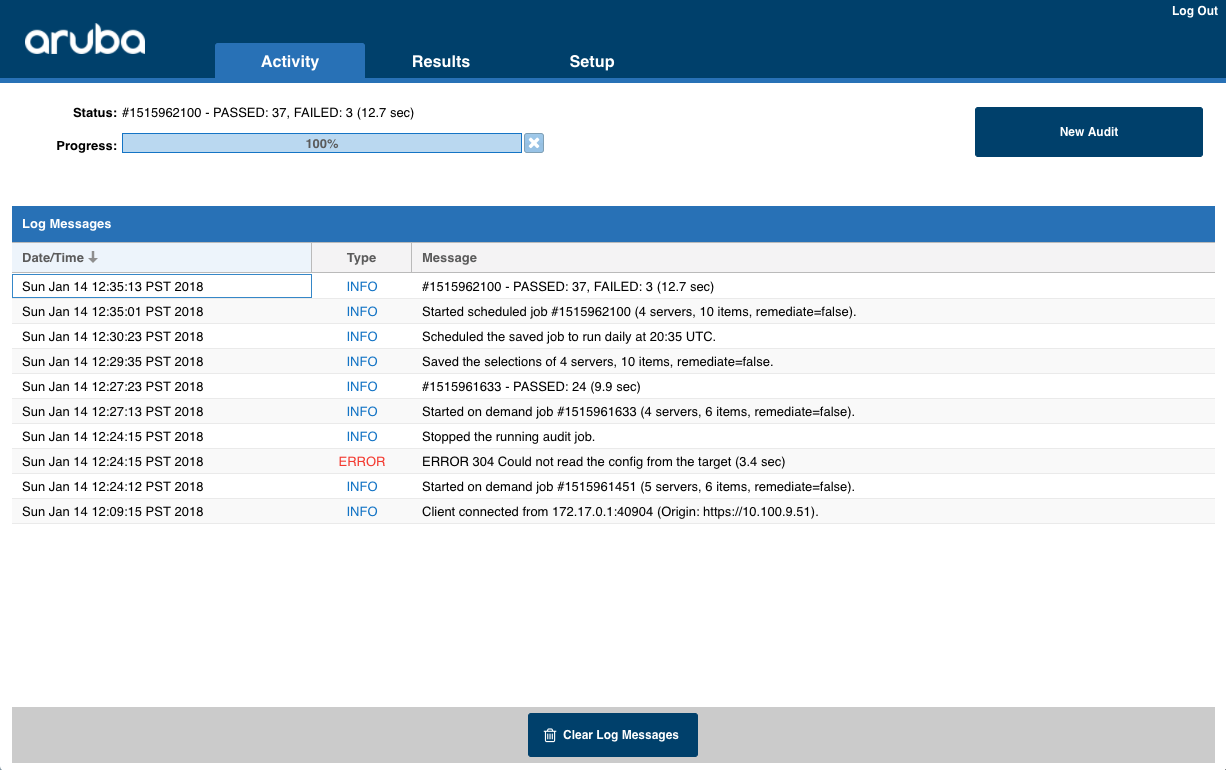 Log Out
aruba
Activity Results Setup
Status: #1515962100 - PASSED: 37, FAILED: 3 (12.7 sec)
New Audit
Progress: 100%
Log Messages
Date/Time Type Message
Sun Jan 14 12:35:13 PST 2018 INFO #1515962100 - PASSED: 37, FAILED: 3 (12.7 sec)
Sun Jan 14 12:35:01 PST 2018 INFO Started scheduled job #1515962100 (4 servers, 10 items, remediate=false).
Sun Jan 14 12:30:23 PST 2018 INFO Scheduled the saved job to run daily at 20:35 UTC.
Sun Jan 14 12:29:35 PST 2018 INFO Saved the selections of 4 servers, 10 items, remediate=false.
Sun Jan 14 12:27:23 PST 2018 INFO #1515961633 - PASSED: 24 (9.9 sec)
Sun Jan 14 12:27:13 PST 2018 INFO Started on demand job #1515961633 (4 servers, 6 items, remediate=false).
Sun Jan 14 12:24:15 PST 2018 INFO Stopped the running audit job.
Sun Jan 14 12:24:15 PST 2018 ERROR ERROR 304 Could not read the config from the target (3.4 sec)
Sun Jan 14 12:24:12 PST 2018 INFO Started on demand job #1515961451 (5 servers, 6 items, remediate=false).
Sun Jan 14 12:09:15 PST 2018 INFO Client connected from 172.17.0.1:40904 (Origin: https://10.100.9.51).
Clear Log Messages